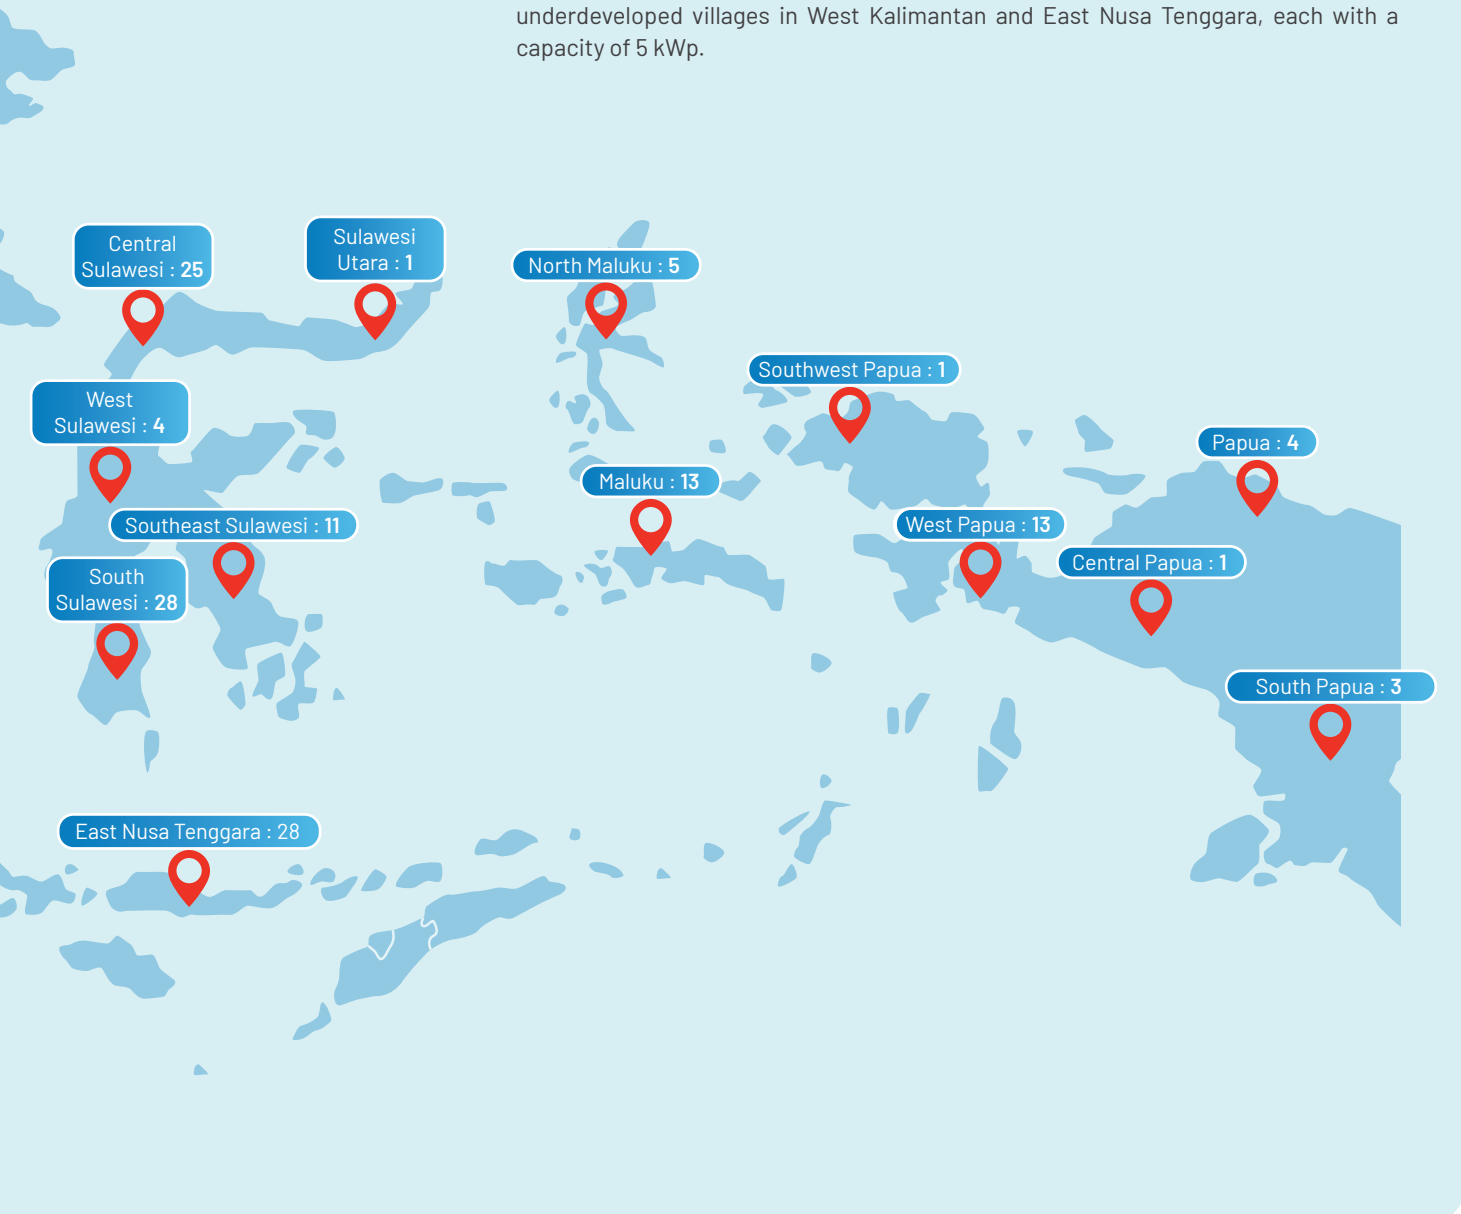 underdeveloped villages in West Kalimantan and East Nusa Tenggara, each with a
capacity of 5 kWp.
Central
Sulawesi : 25
Sulawesi
Utara : 1
North Maluku : 5
Southwest Papua : 1
West
Sulawesi : 4
Papua : 4
Maluku : 13
Southeast Sulawesi : 11
West Papua : 13
Central Papua : 1
South
Sulawesi : 28
South Papua : 3
East Nusa Tenggara : 28